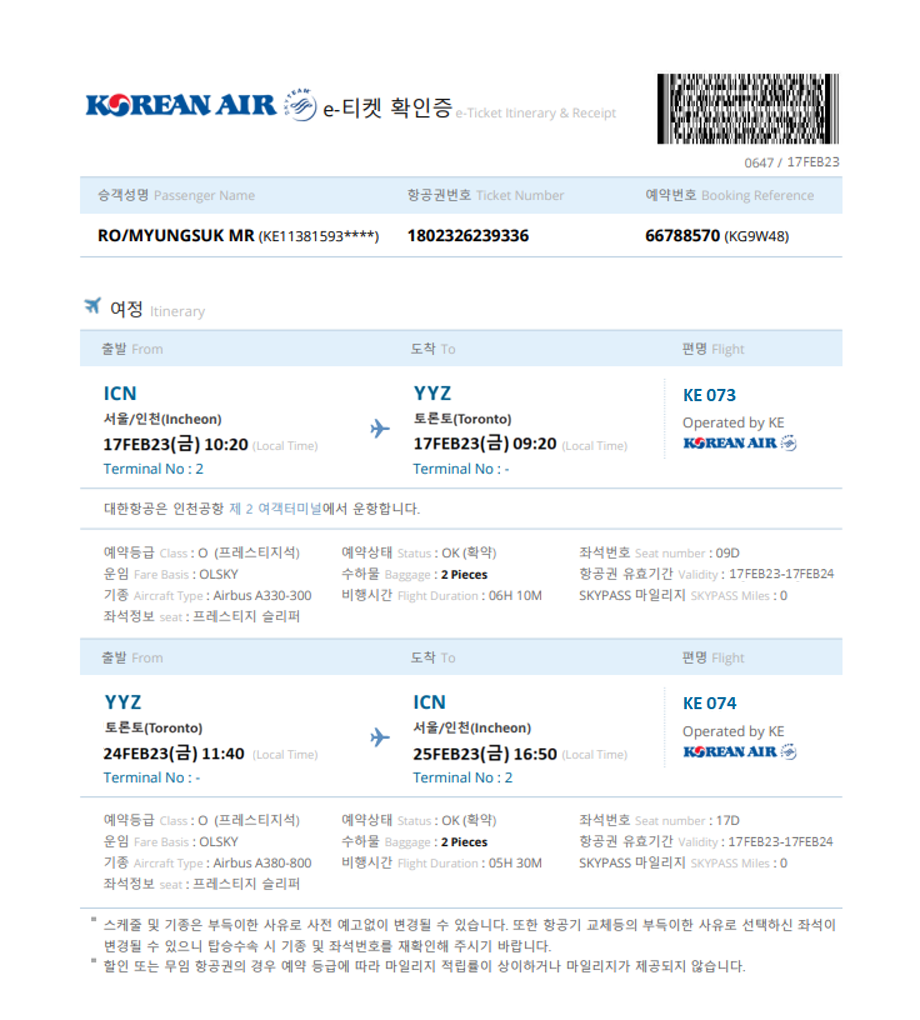 KOREAN AIR SKYTEAM e-티켓 확인증 e-Ticket Itinerary & Receipt
0647 / 17FEB23
승객성명 Passenger Name 항공권번호 Ticket Number 예약번호 Booking Reference
RO/MYUNGSUK MR (KE11381593****) 1802326239336 66788570 (KG9W48)
여정 Itinerary
출발 From 도착 To 편명 Flight
ICN YYZ KE 073
서울/인천(Incheon) 토론토(Toronto) Operated by KE
17FEB23(금) 10:20 (Local Time) 17FEB23(금) 09:20 (Local Time) KOREAN AIR
Terminal No : 2 Terminal No : -
대한항공은 인천공항 제 2 여객터미널에서 운항합니다.
예약등급 Class : O (프레스티지석) 예약상태 Status : OK (확약) 좌석번호 Seat number : 09D
운임 Fare Basis : OLSKY 수하물 Baggage : 2 Pieces 항공권 유효기간 Validity : 17FEB23-17FEB24
기종 Aircraft Type : Airbus A330-300 비행시간 Flight Duration : 06H 10M SKYPASS 마일리지 SKYPASS Miles : 0
좌석정보 seat : 프레스티지 슬리퍼
출발 From 도착 To 편명 Flight
YYZ ICN KE 074
토론토(Toronto) 서울/인천(Incheon) Operated by KE
24FEB23(금) 11:40 (Local Time) 25FEB23(금) 16:50 (Local Time) KOREAN AIR
Terminal No : - Terminal No : 2
예약등급 Class : O (프레스티지석) 예약상태 Status : OK (확약) 좌석번호 Seat number : 17D
운임 Fare Basis : OLSKY 수하물 Baggage : 2 Pieces 항공권 유효기간 Validity : 17FEB23-17FEB24
기종 Aircraft Type : Airbus A380-800 비행시간 Flight Duration : 05H 30M SKYPASS 마일리지 SKYPASS Miles : 0
좌석정보 seat : 프레스티지 슬리퍼
스케줄 및 기종은 부득이한 사유로 사전 예고없이 변경될 수 있습니다. 또한 항공기 교체등의 부득이한 사유로 선택하신 좌석이
변경될 수 있으니 탑승수속 시 기종 및 좌석번호를 재확인해 주시기 바랍니다.
할인 또는 무임 항공권의 경우 예약 등급에 따라 마일리지 적립률이 상이하거나 마일리지가 제공되지 않습니다.